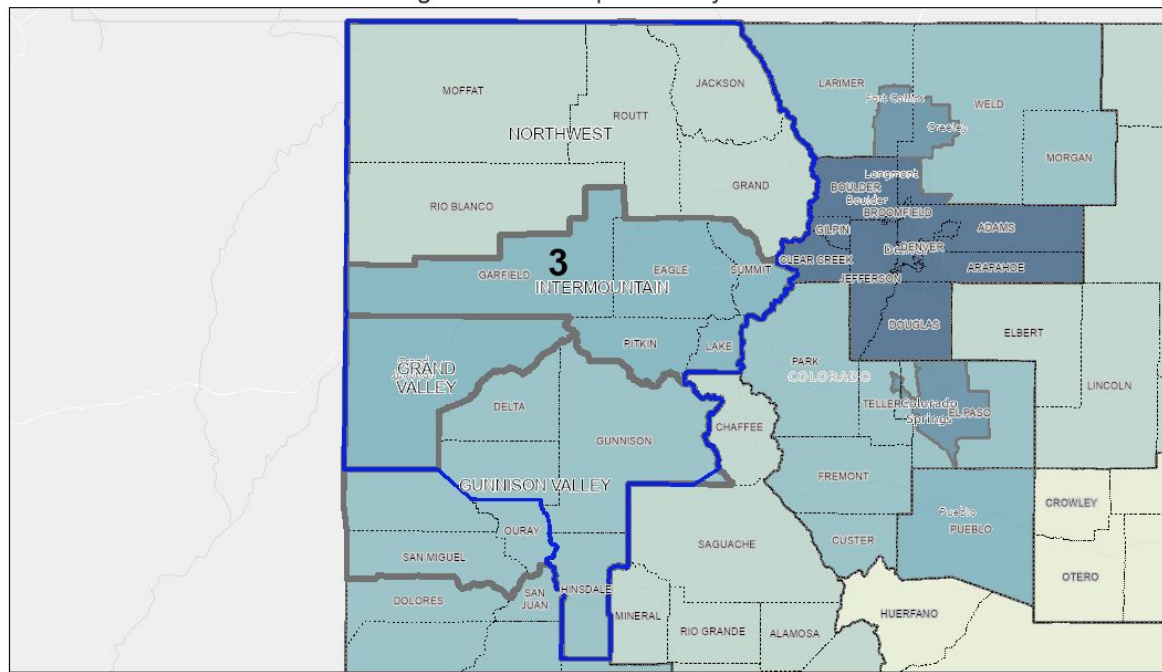 MOFFAT
JACKSON
ROUTT
LARIMER
Fort Collins
WELD
Greeley
NORTHWEST
MORGAN
GRAND
Longmont
BOULDER
Boulder
RIO BLANCO
BROOMFIELD
GILPIN
ADAMS
DENVER
3
GARFIELD
EAGLE
SUMMIT
CLEAR CREEK
ARAPAHOE
INTERMOUNTAIN
JEFFERSON
DOUGLAS
ELBERT
PITKIN
LAKE
PARK
GRAND
VALLEY
COLORADO
LINCOLN
TELLER
Colorado
Springs
EL PASO
DELTA
CHAFFEE
GUNNISON
FREMONT
GUNNISON VALLEY
CROWLEY
Pueblo
PUEBLO
OURAY
SAGUACHE
CUSTER
SAN MIGUEL
OTERO
HINSDALE
DOLORES
SAN
JUAN
MINERAL
HUERFANO
RIO GRANDE
ALAMOSA